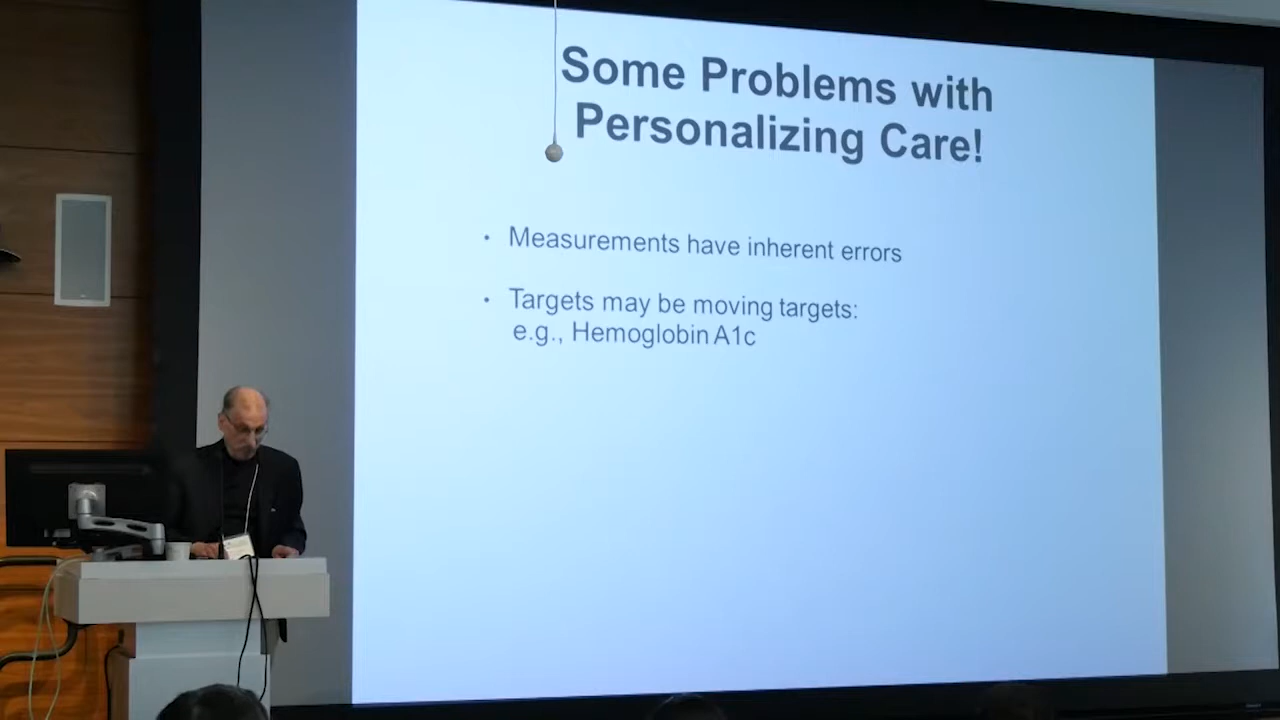 Some Problems with
Personalizing Care!
• Measurements have inherent errors
• Targets may be moving targets:
e.g., Hemoglobin A1c